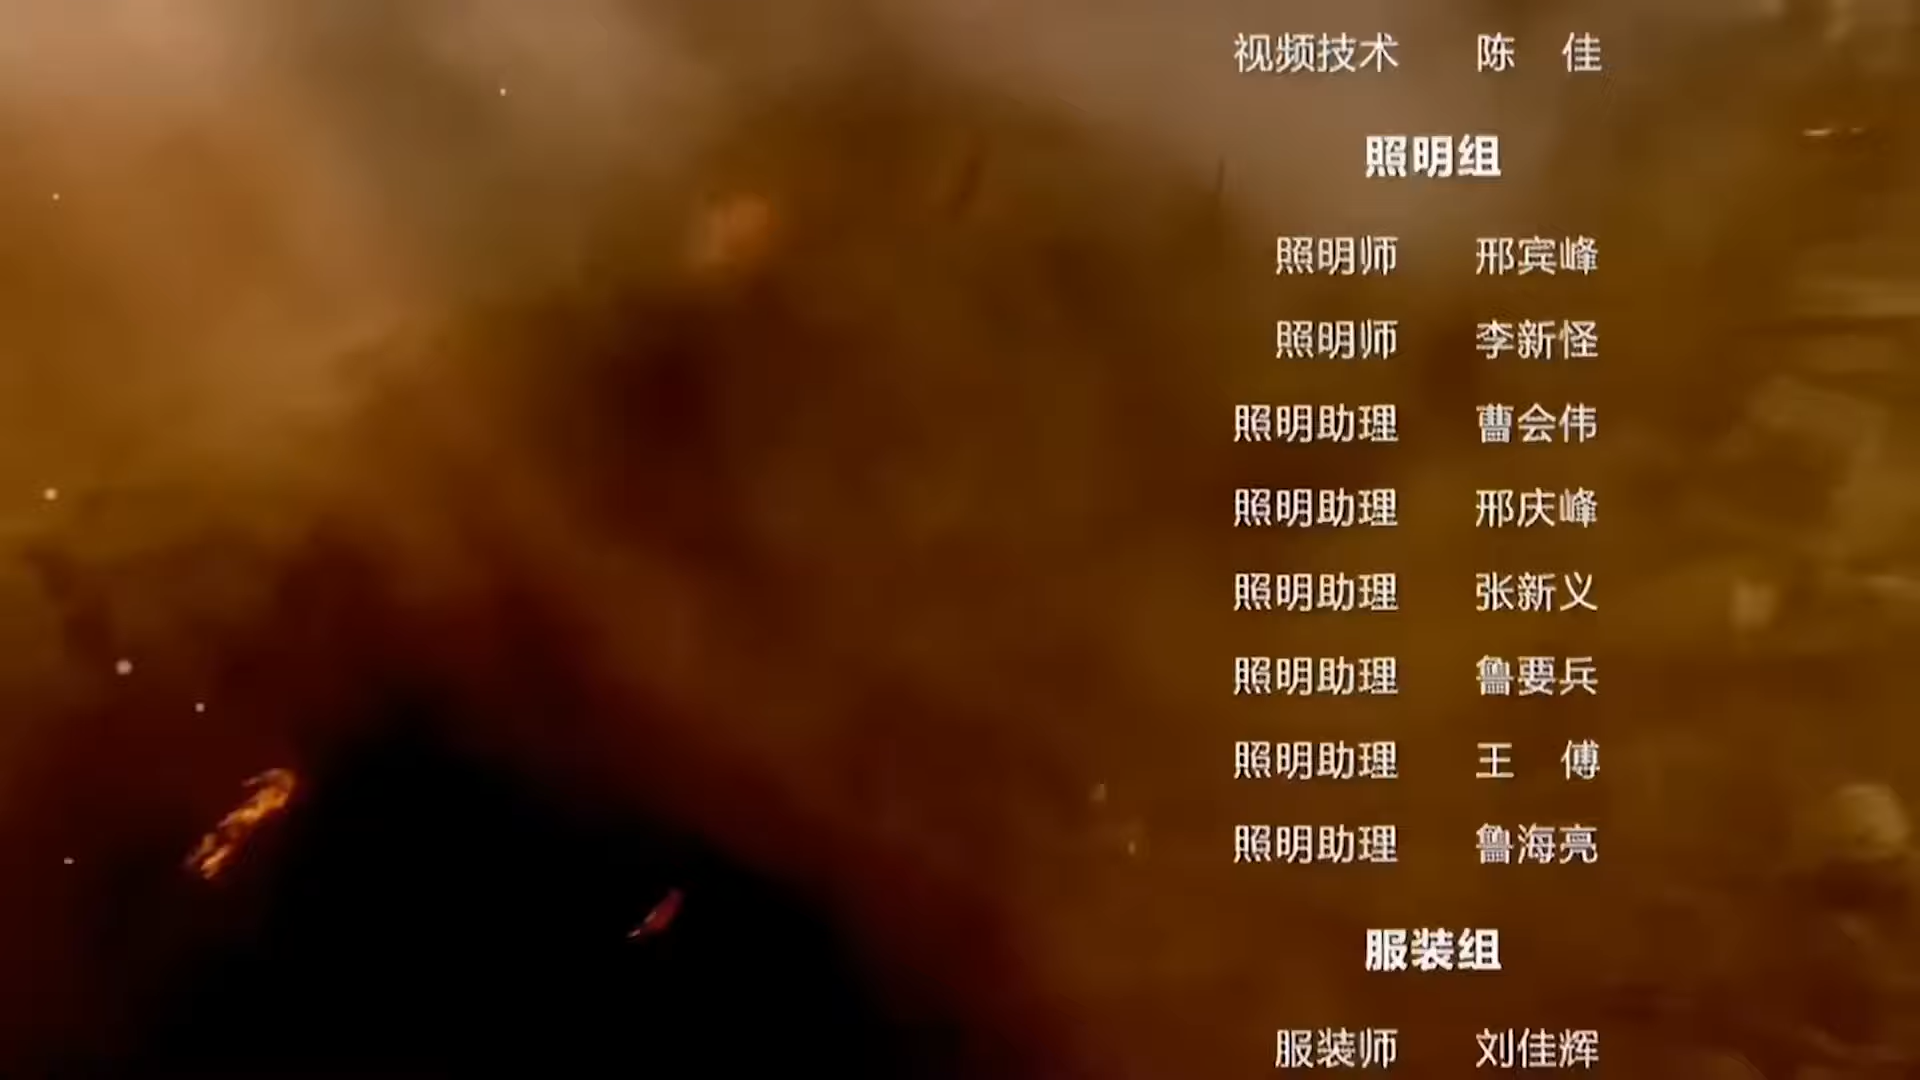 视频技术 陈 佳
照明组
照明师 邢宾峰
照明师 李新怪
照明助理 曹会伟
照明助理 邢庆峰
照明助理 张新义
照明助理 鲁要兵
照明助理 王 傅
照明助理 鲁海亮
服装组
服装师 刘佳辉